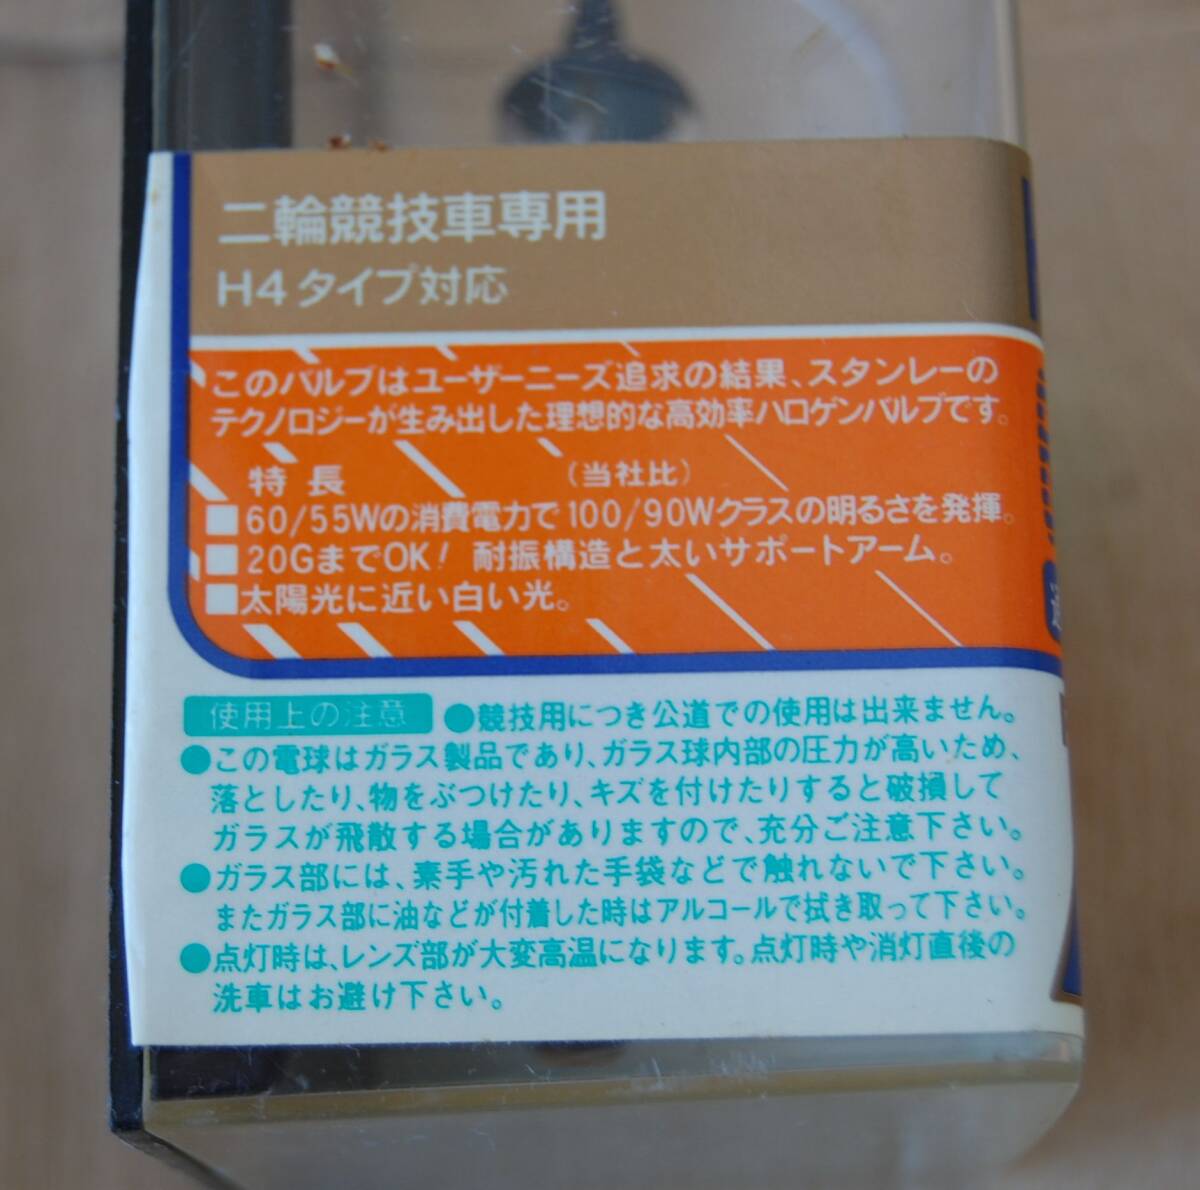 二輪競技車専用
H4タイプ対応
このバルブはユーザーニーズ追求の結果、スタンレーの
テクノロジーが生み出した理想的な高効率ハロゲンバルブです。
特長 (当社比)
■60/55Wの消費電力で100/90Wクラスの明るさを発揮。
■20GまでOK! 耐振構造と太いサポートアーム。
■太陽光に近い白い光。
使用上の注意 ●競技用につき公道での使用は出来ません。
●この電球はガラス製品であり、ガラス球内部の圧力が高いため、
落としたり、物をぶつけたり、キズを付けたりすると破損して
ガラスが飛散する場合がありますので、充分ご注意下さい。
●ガラス部には、素手や汚れた手袋などで触れないで下さい。
またガラス部に油などが付着した時はアルコールで拭き取って下さい。
●点灯時は、レンズ部が大変高温になります。点灯時や消灯直後の
洗車はお避け下さい。